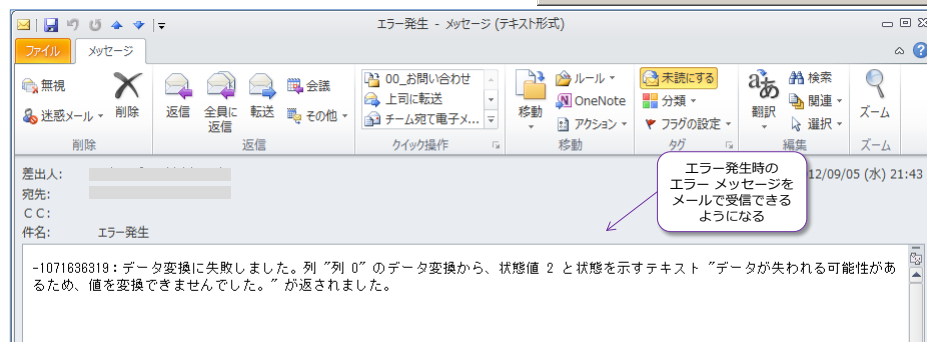 エラー発生 - メッセージ (テキスト形式)
ファイル メッセージ
無視
迷惑メール
削除
返信
全員に
返信
転送
会議
その他
00_お問い合わせ
上司に転送
チーム宛て電子メ...
移動
ルール
OneNote
アクション
未読にする
分類
フラグの設定
あ
翻訳
検索
関連
選択
ズーム
削除 返信 クイック操作 移動 タグ 編集 ズーム
差出人:
12/09/05 (水) 21:43
宛先:
CC:
件名: エラー発生
エラー発生時の
エラー メッセージを
メールで受信できる
ようになる
-1071636319:データ変換に失敗しました。列 "列 0" のデータ変換から、状態値 2 と状態を示すテキスト "データが失われる可能性があ
るため、値を変換できませんでした。" が返されました。